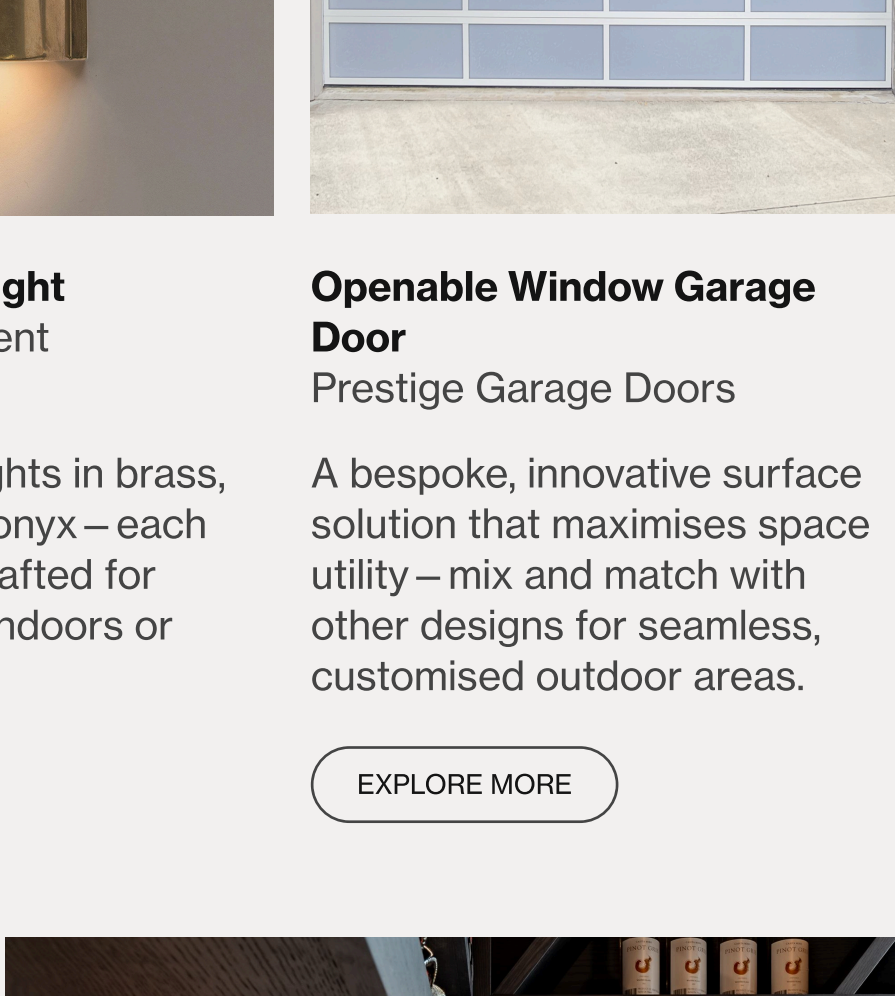 ght
ent
ghts in brass,
onyx – each
afted for
ndoors or
Openable Window Garage
Door
Prestige Garage Doors
A bespoke, innovative surface
solution that maximises space
utility – mix and match with
other designs for seamless,
customised outdoor areas.
EXPLORE MORE